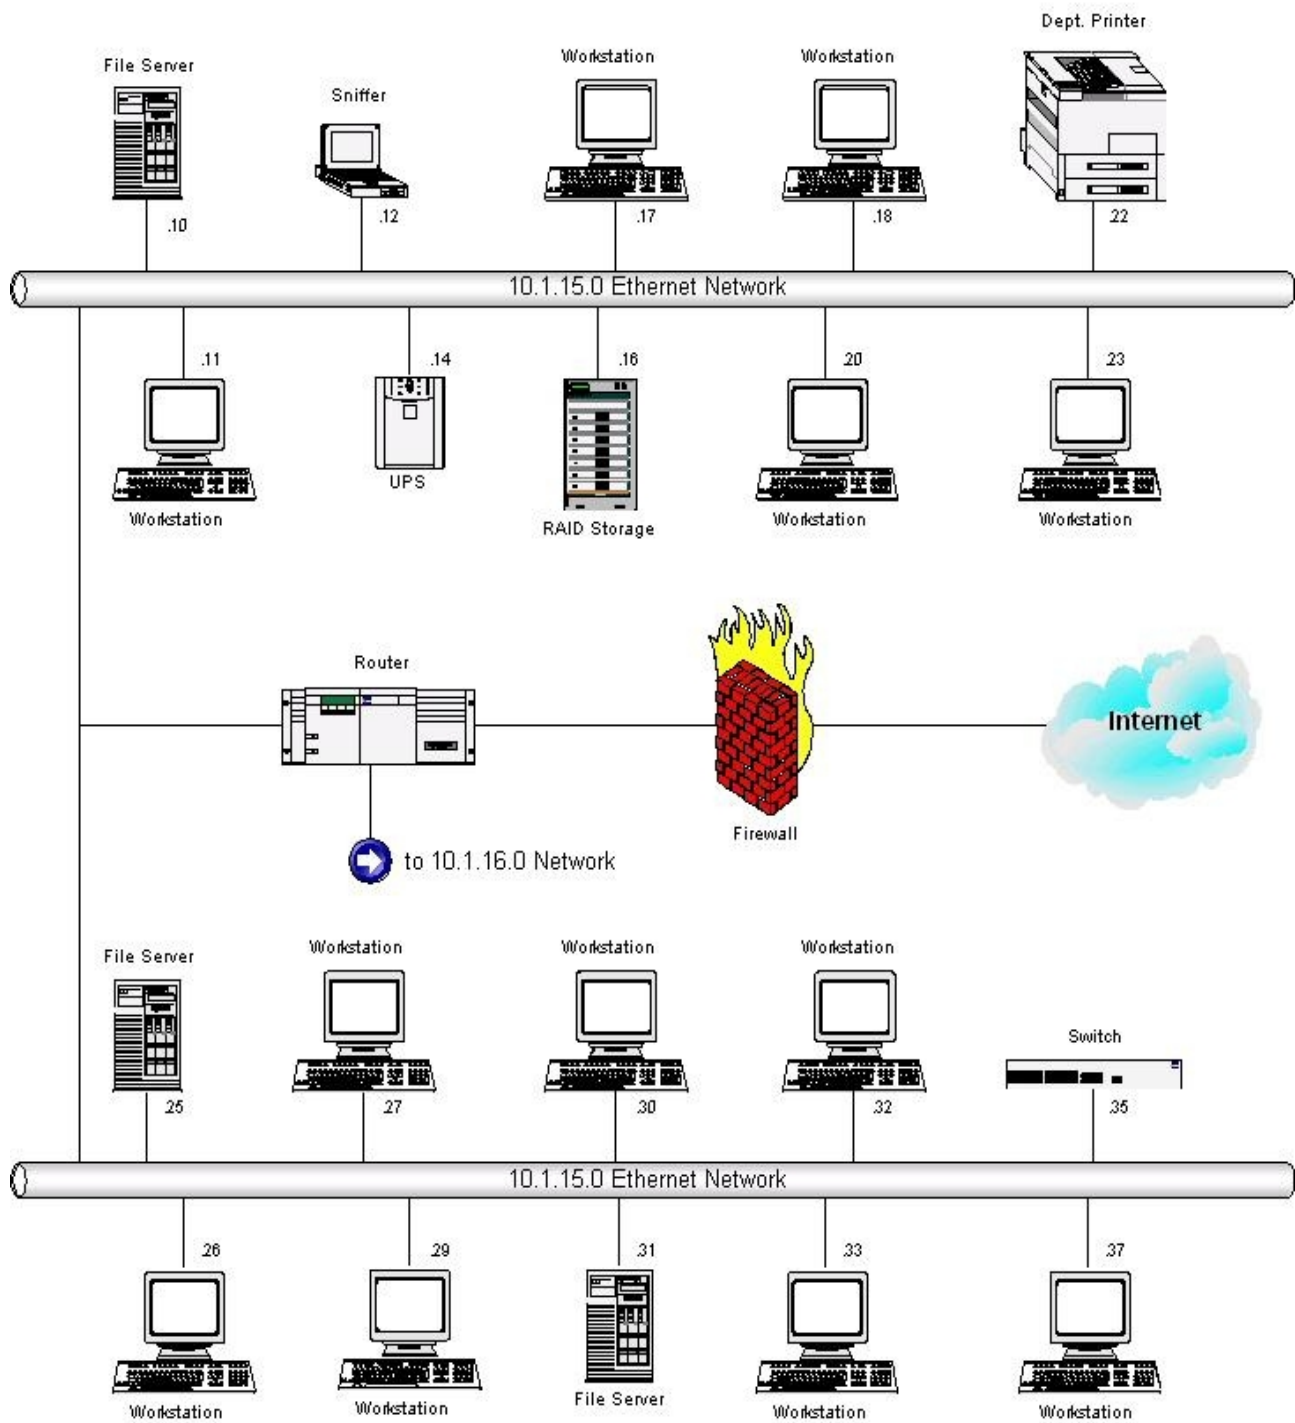 Dept. Printer
File Server
Sniffer
Workstation
Workstation
.10
.12
.17
.18
.22
10.1.15.0 Ethernet Network
.11
.14
.16
.20
.23
Workstation
UPS
RAID Storage
Workstation
Workstation
Router
Internet
Firewall
to 10.1.16.0 Network
File Server
Workstation
Workstation
Workstation
Switch
.25
.27
.30
.32
.35
10.1.15.0 Ethernet Network
.26
.29
.31
.33
.37
Workstation
Workstation
File Server
Workstation
Workstation